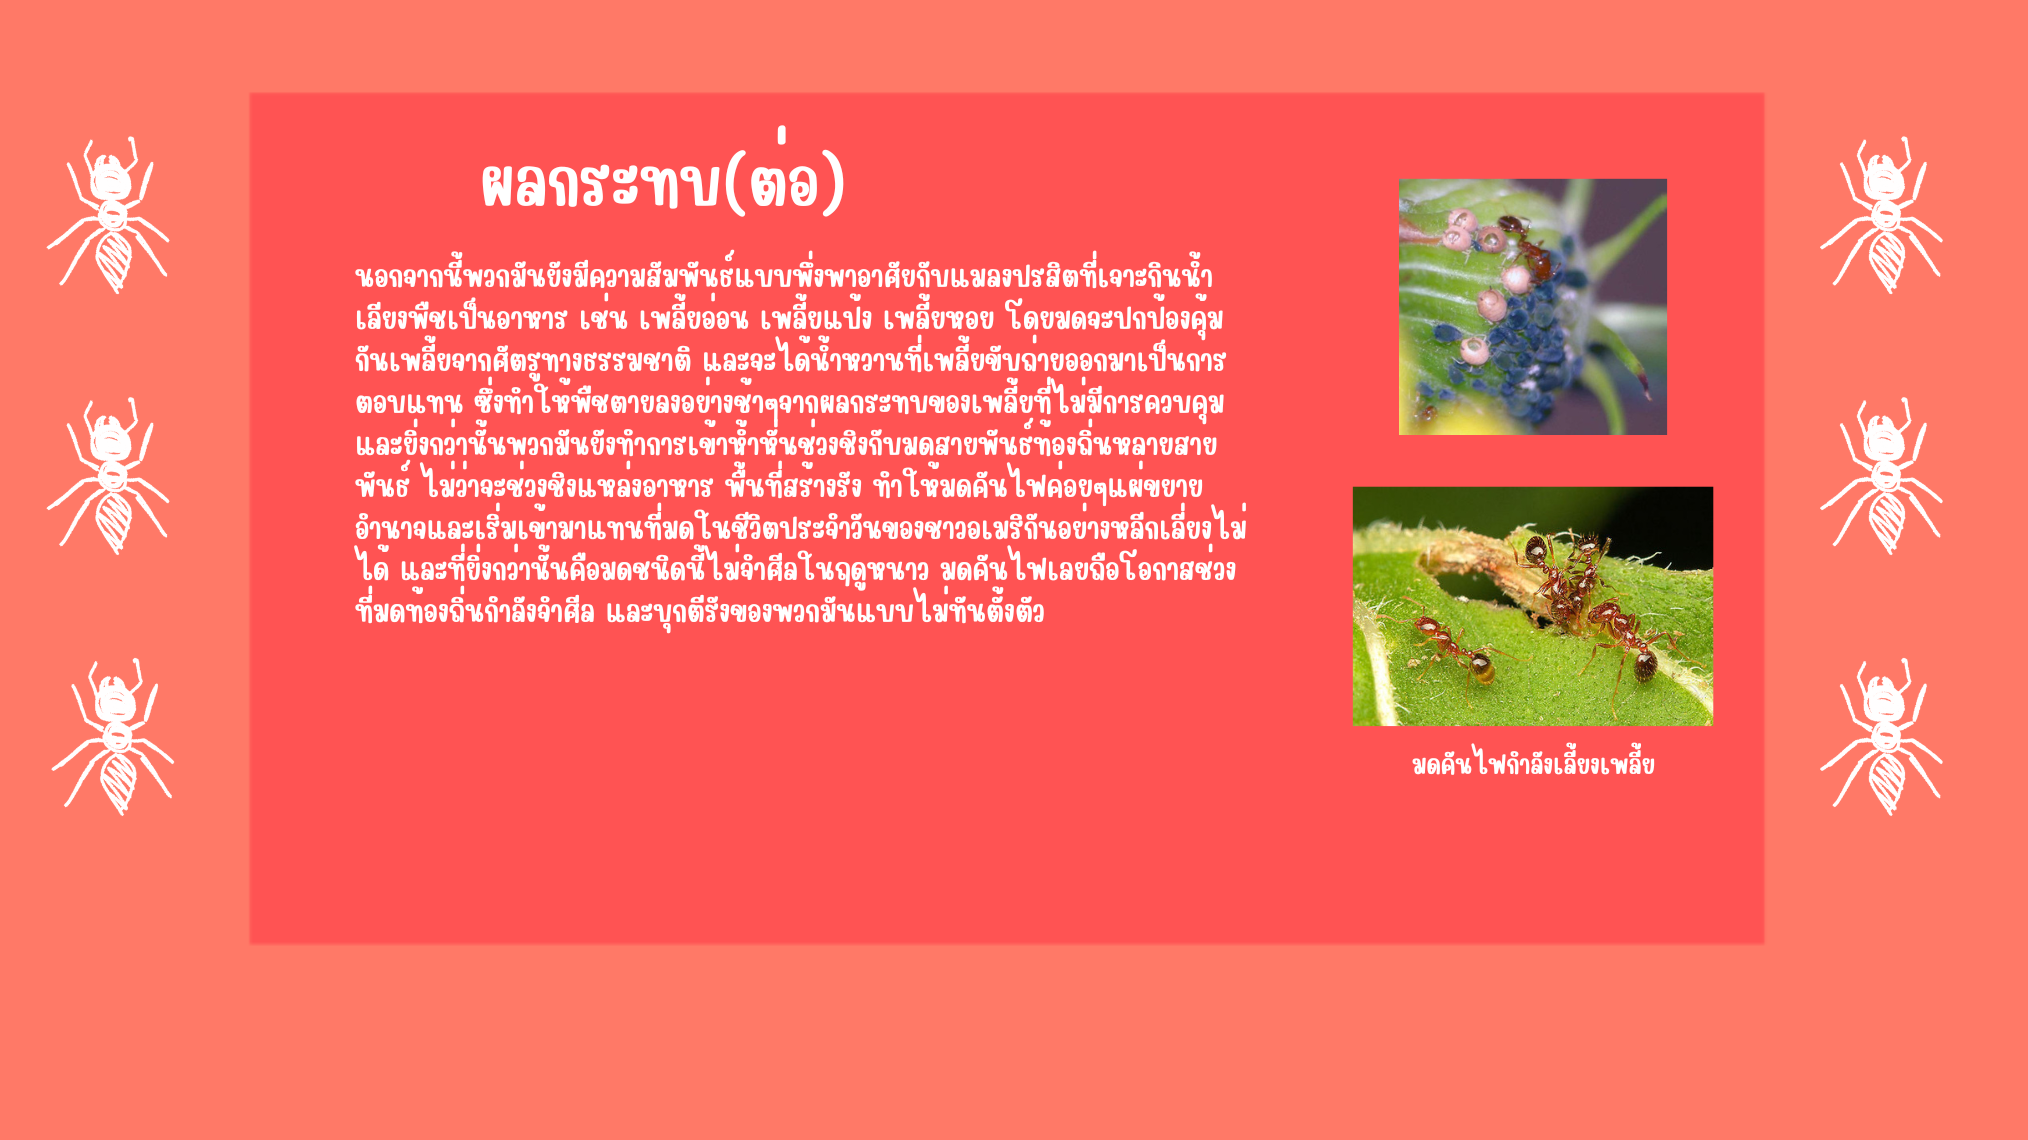 ผลกระทบ(ต่อ)
นอกจากนี้พวกมันยังมีความสัมพันธ์แบบพึ่งพาอาศัยกับแมลงปรสิตที่เจาะกินน้ำ
เลียงพืชเป็นอาหาร เช่น เพลี้ยอ่อน เพลี้ยแป้ง เพลี้ยหอย โดยมดจะปกป้องคุ้ม
กันเพลี้ยจากศัตรูทางธรรมชาติ และจะได้น้ำหวานที่เพลี้ยขับถ่ายออกมาเป็นการ
ตอบแทน ซึ่งทำให้พืชตายลงอย่างช้าๆจากผลกระทบของเพลี้ยที่ไม่มีการควบคุม
และยิ่งกว่านั้นพวกมันยังทำการเข้าห้ำหั่นช่วงชิงกับมดสายพันธ์ท้องถิ่นหลายสาย
พันธ์ ไม่ว่าจะช่วงชิงแหล่งอาหาร พื้นที่สร้างรัง ทำให้มดคันไฟค่อยๆแผ่ขยาย
อำนาจและเริ่มเข้ามาแทนที่มดในชีวิตประจำวันของชาวอเมริกันอย่างหลีกเลี่ยงไม่
ได้ และที่ยิ่งกว่านั้นคือมดชนิดนี้ไม่จำศีลในฤดูหนาว มดคันไฟเลยถือโอกาสช่วง
ที่มดท้องถิ่นกำลังจำศีล และบุกตีรังของพวกมันแบบไม่ทันตั้งตัว
มดคันไฟกำลังเลี้ยงเพลี้ย